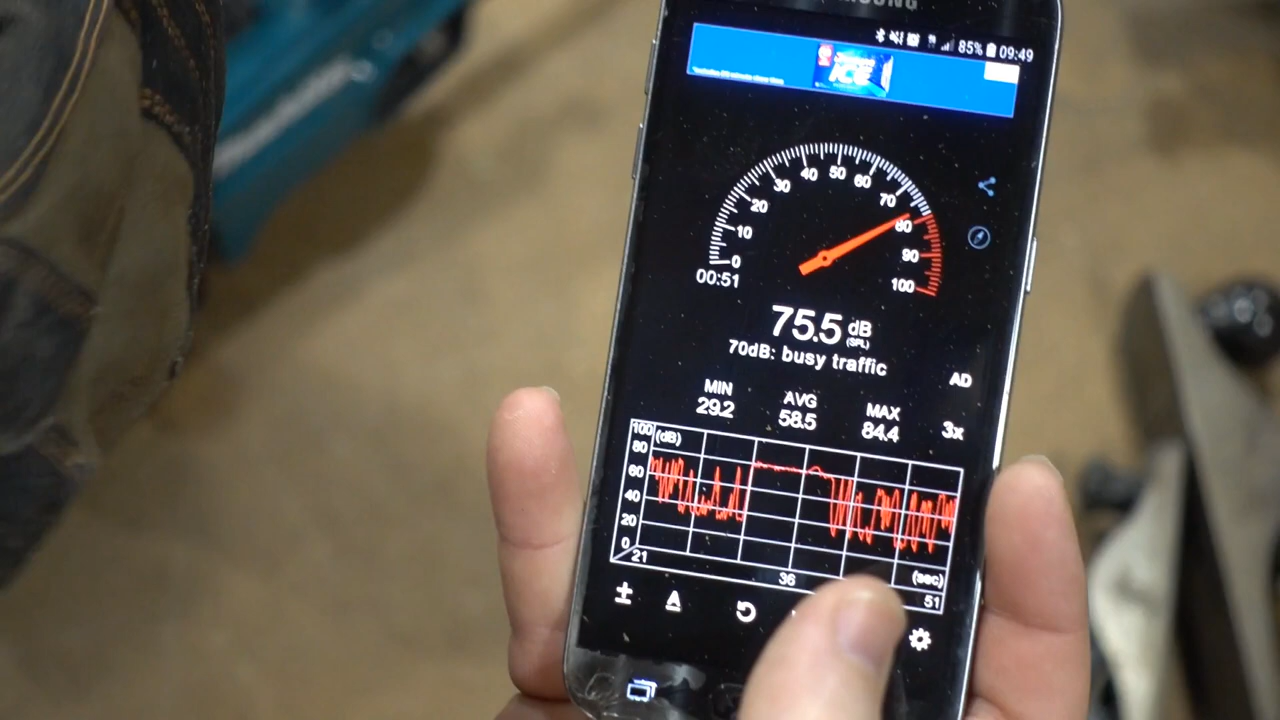 SAMSUNG
85% 09:49
ICE
0
10
20
30
40
50
60
70
80
90
100
00:51
75.5 dB
(SPL)
70dB: busy traffic
AD
MIN AVG MAX
29.2 58.5 84.4
3x
100 (dB)
80
60
40
20
0
21 36 51
(sec)
A